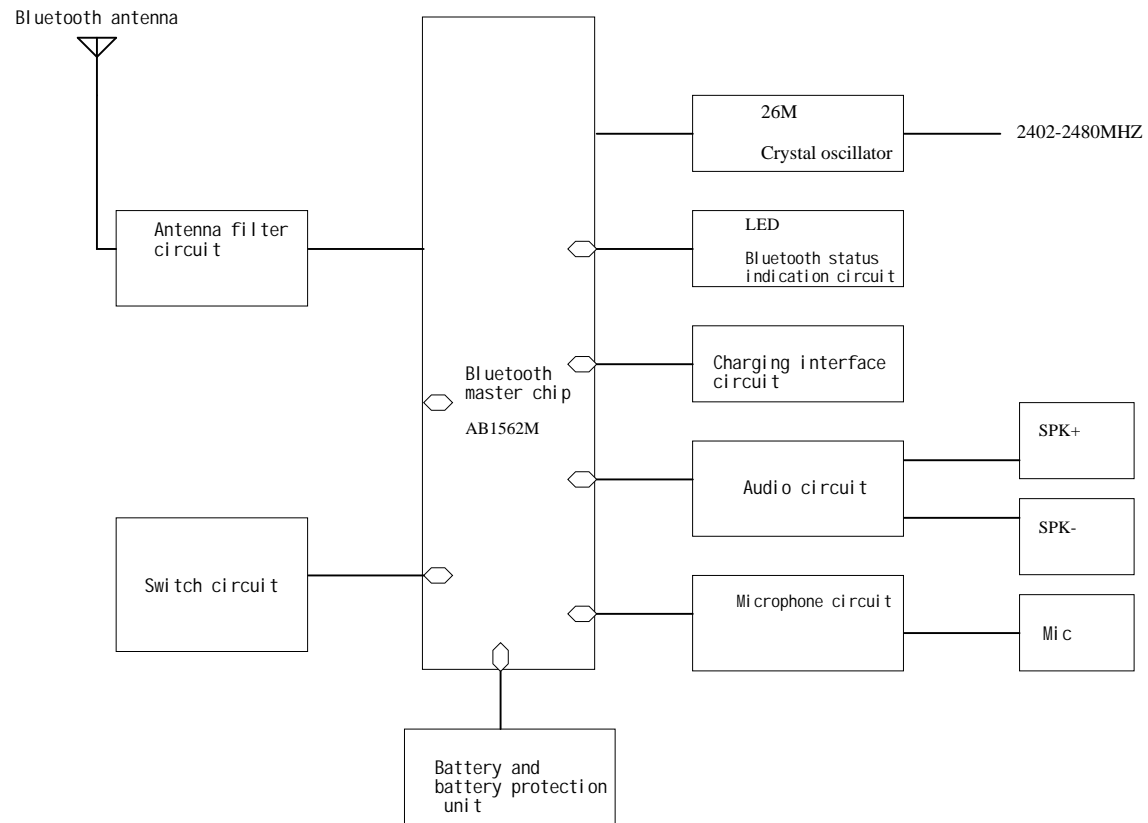 Bluetooth antenna
26M
Crystal oscillator
2402-2480MHZ
Antenna filter
circuit
LED
Bluetooth status
indication circuit
Charging interface
circuit
Bluetooth
master chip
AB1562M
SPK+
Audio circuit
SPK-
Switch circuit
Microphone circuit
Mic
Battery and
battery protection
unit